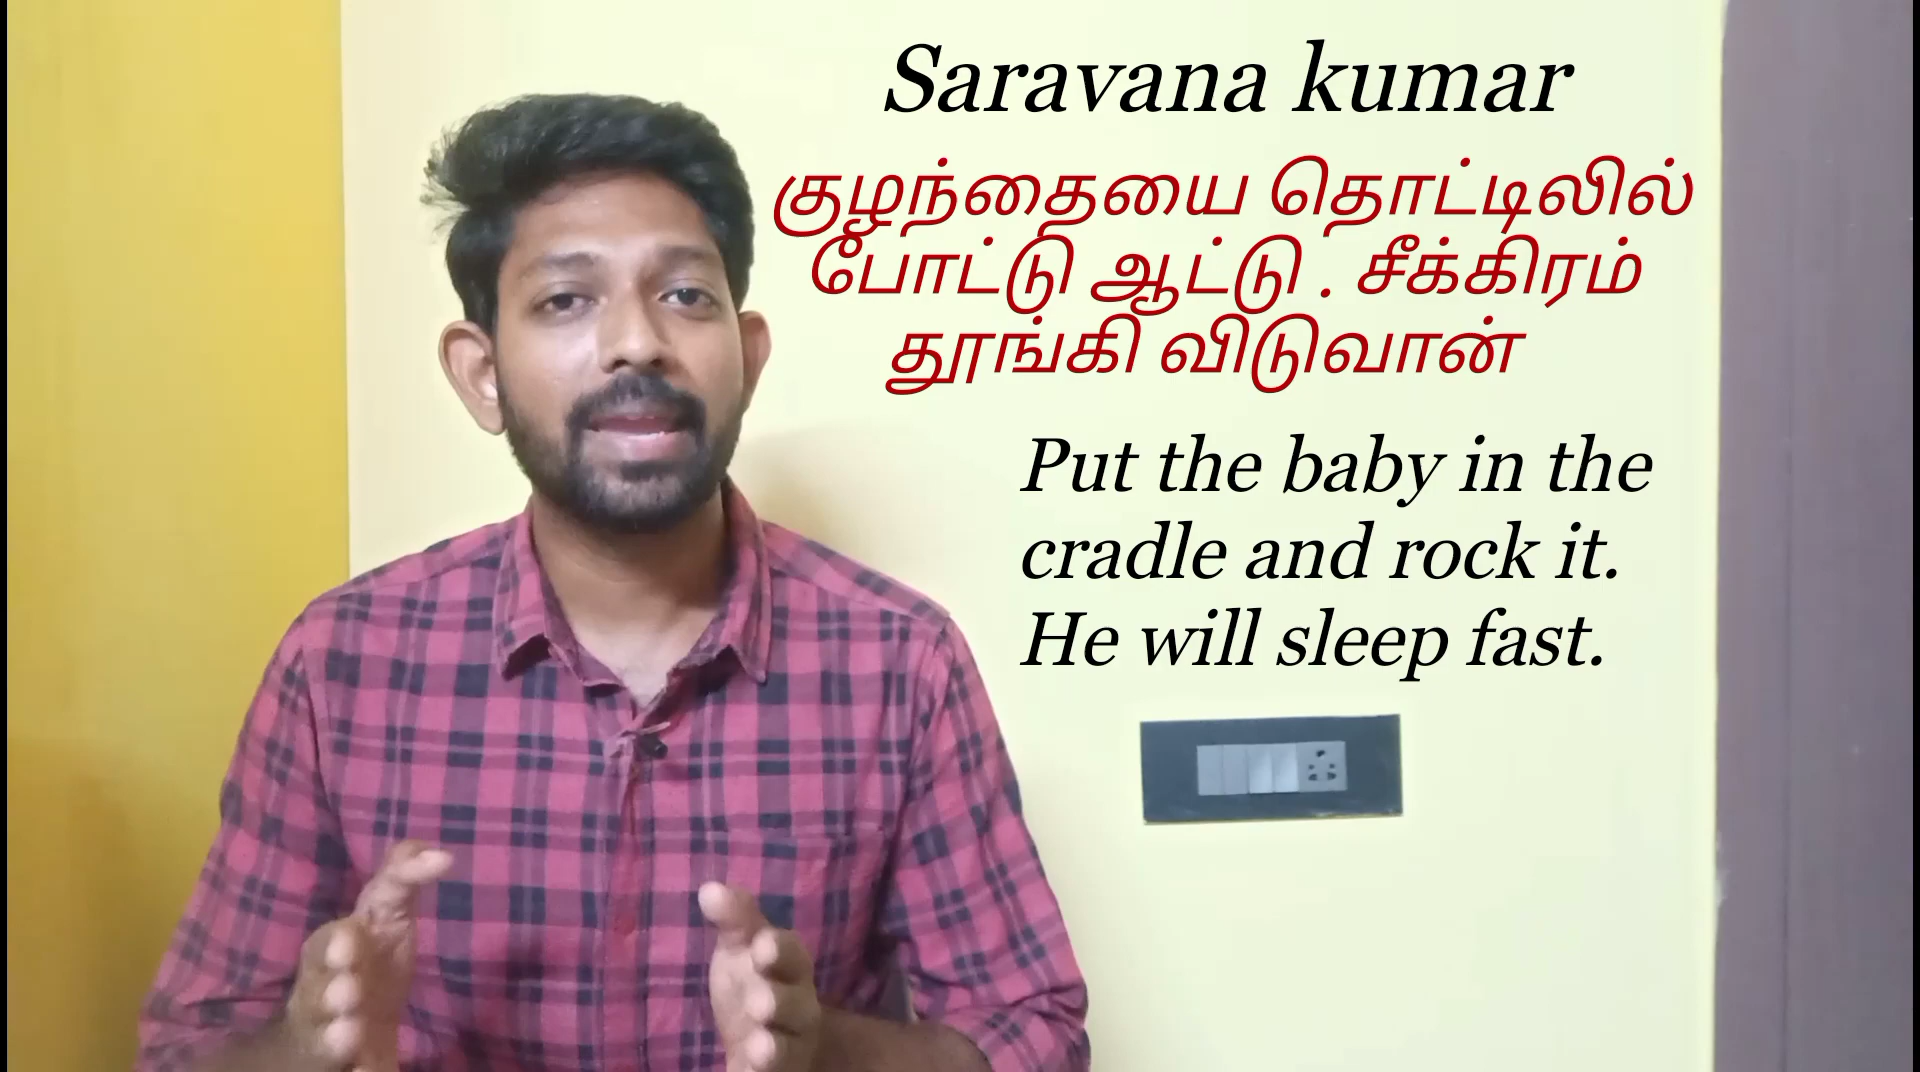 Saravana kumar
குழந்தையை தொட்டிலில்
போட்டு ஆட்டு . சீக்கிரம்
தூங்கி விடுவான்
Put the baby in the
cradle and rock it.
He will sleep fast.